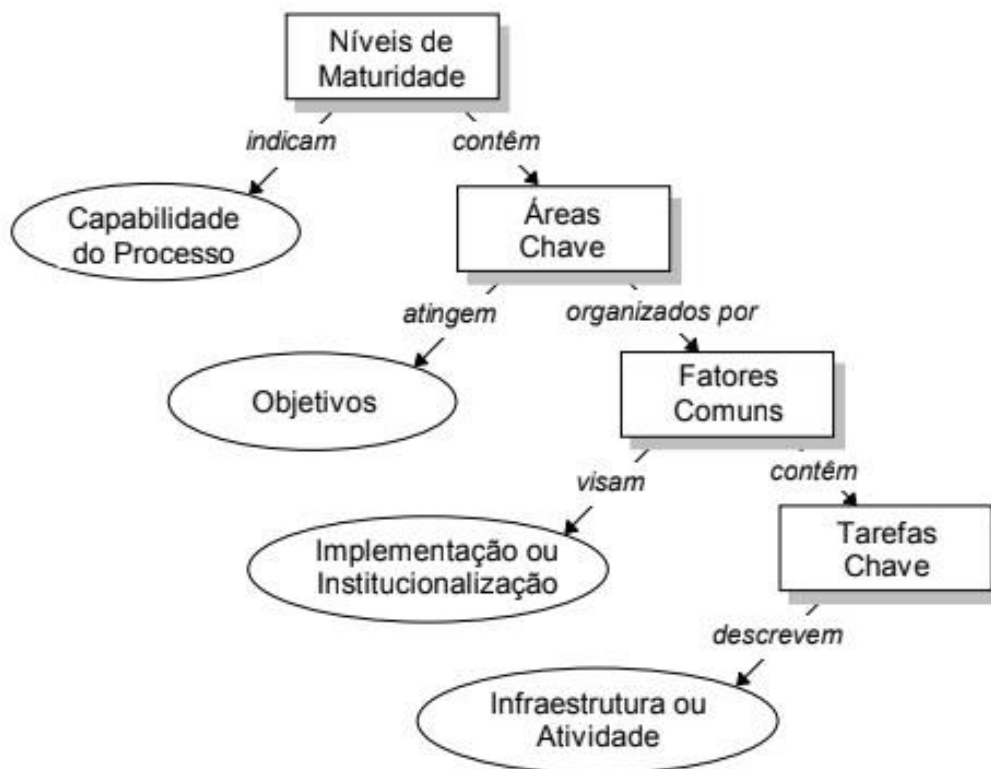 Níveis de
Maturidade
indicam
contêm
Capabilidade
do Processo
Áreas
Chave
atingem
organizados por
Objetivos
Fatores
Comuns
visam
contêm
Implementação ou
Institucionalização
Tarefas
Chave
descrevem
Infraestrutura ou
Atividade